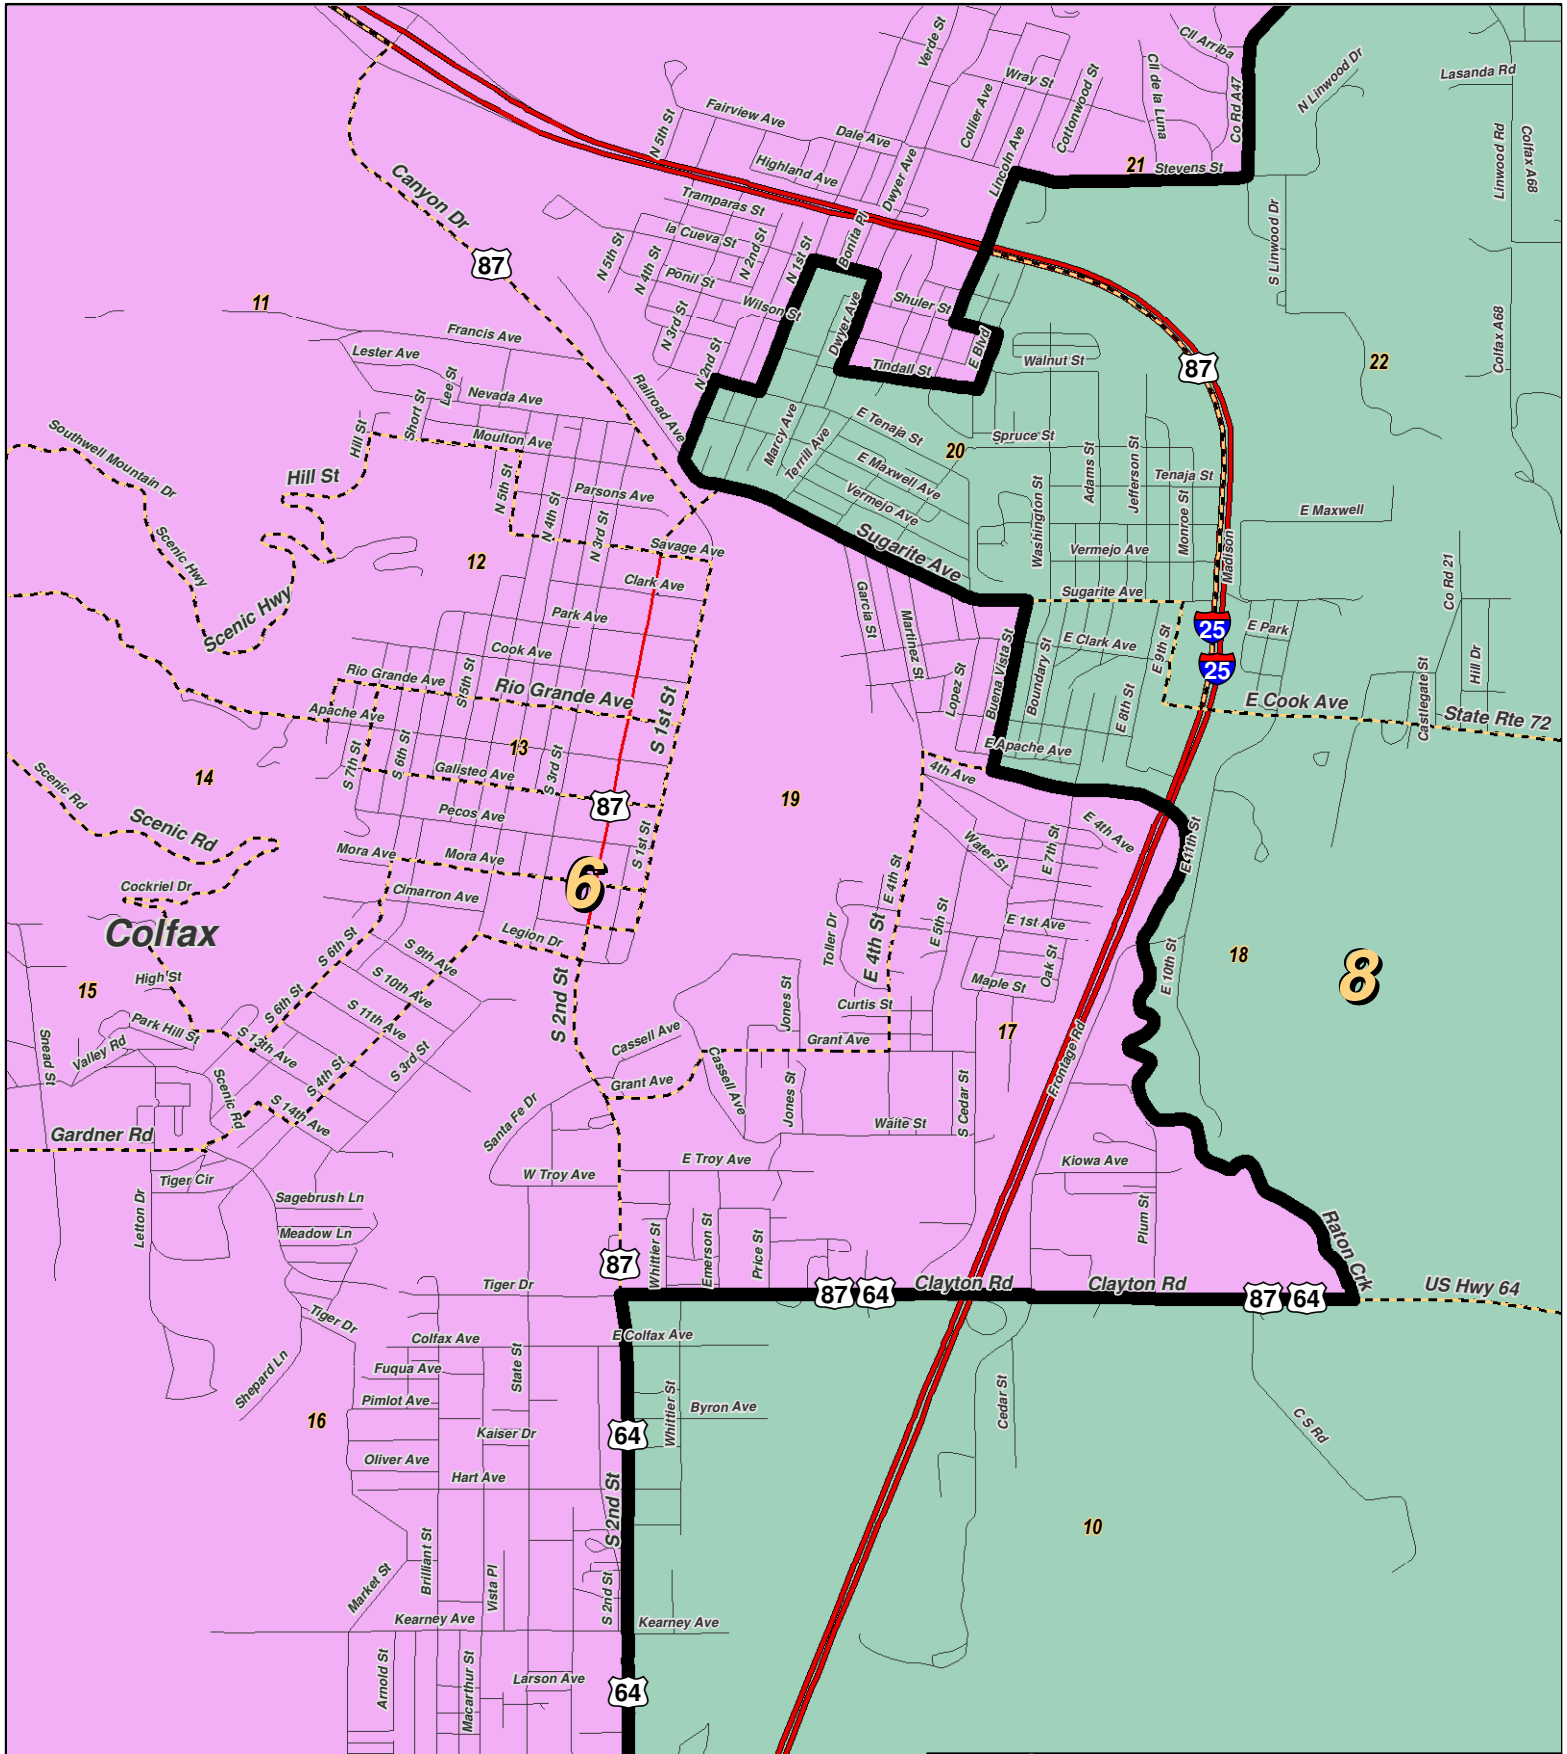 Verde St
Cll Arriba
N Linwood Dr
Lasanda Rd
Wray St
Cottonwood St
Cll de la Luna
Co Rd A47
Collier Ave
Linwood Rd
Colfax A68
N 5th St
Fairview Ave
Dale Ave
Highland Ave
Dwyer Ave
Lincoln Ave
21
Stevens St
Canyon Dr
Tramparas St
la Cueva St
N 5th St
N 4th St
Ponil St
N 2nd St
N 1st St
Bonita Pl
S Linwood Dr
87
11
Wilson St
N 3rd St
Shuler St
Dwyer Ave
E Blvd
Colfax A68
Francis Ave
Lester Ave
N 2nd St
Tindall St
Walnut St
87
22
Lee St
Short St
Nevada Ave
Railroad Ave
Southwell Mountain Dr
Hill St
Moulton Ave
Marcy Ave
Terrill Ave
E Tenaja St
20
Spruce St
Hill St
N 5th St
Parsons Ave
E Maxwell Ave
Vermejo Ave
Adams St
Jefferson St
Tenaja St
Monroe St
Washington St
N 4th St
N 3rd St
E Maxwell
Scenic Hwy
12
Savage Ave
Sugarite Ave
Vermejo Ave
Madison
Co Rd 21
Clark Ave
Scenic Hwy
Park Ave
Garcia St
Martinez St
Sugarite Ave
25
E Park
E Clark Ave
E 9th St
Cook Ave
Rio Grande Ave
Rio Grande Ave
S 5th St
Lopez St
Buena Vista St
Boundary St
E 8th St
25
Hill Dr
Castlegate St
E Cook Ave
State Rte 72
Apache Ave
S 1st St
13
S 7th St
S 6th St
S 3rd St
E Apache Ave
Galisteo Ave
4th Ave
14
Scenic Rd
87
19
Pecos Ave
Scenic Rd
S 1st St
Water St
E 7th St
E 4th Ave
E 11th St
Mora Ave
Mora Ave
6
Cockriel Dr
Cimarron Ave
E 4th St
Colfax
Legion Dr
Toller Dr
E 4th St
E 5th St
E 1st Ave
18
8
S 6th St
S 9th Ave
Oak St
E 10th St
15
High St
S 10th Ave
Maple St
S 2nd St
Jones St
Curtis St
S 6th St
S 11th Ave
17
Park Hill St
S 13th Ave
Cassell Ave
Grant Ave
Snead St
Valley Rd
S 3rd St
S 4th St
Frontage Rd
Scenic Rd
Grant Ave
Cassell Ave
Jones St
S Cedar St
S 14th Ave
Santa Fe Dr
Waite St
Gardner Rd
E Troy Ave
Kiowa Ave
W Troy Ave
Tiger Cir
Sagebrush Ln
Letton Dr
Meadow Ln
Whittier St
Emerson St
Price St
Plum St
Raton Crk
87
Tiger Dr
87
64
Clayton Rd
Clayton Rd
87
64
US Hwy 64
Tiger Dr
Colfax Ave
E Colfax Ave
Shepard Ln
Fuqua Ave
State St
Pimlot Ave
Whittier St
Byron Ave
Cedar St
16
Kaiser Dr
64
C S Rd
Oliver Ave
Hart Ave
S 2nd St
10
Brilliant St
Market St
Vista Pl
S 2nd St
Kearney Ave
Kearney Ave
Arnold St
Macarthur St
Larson Ave
64